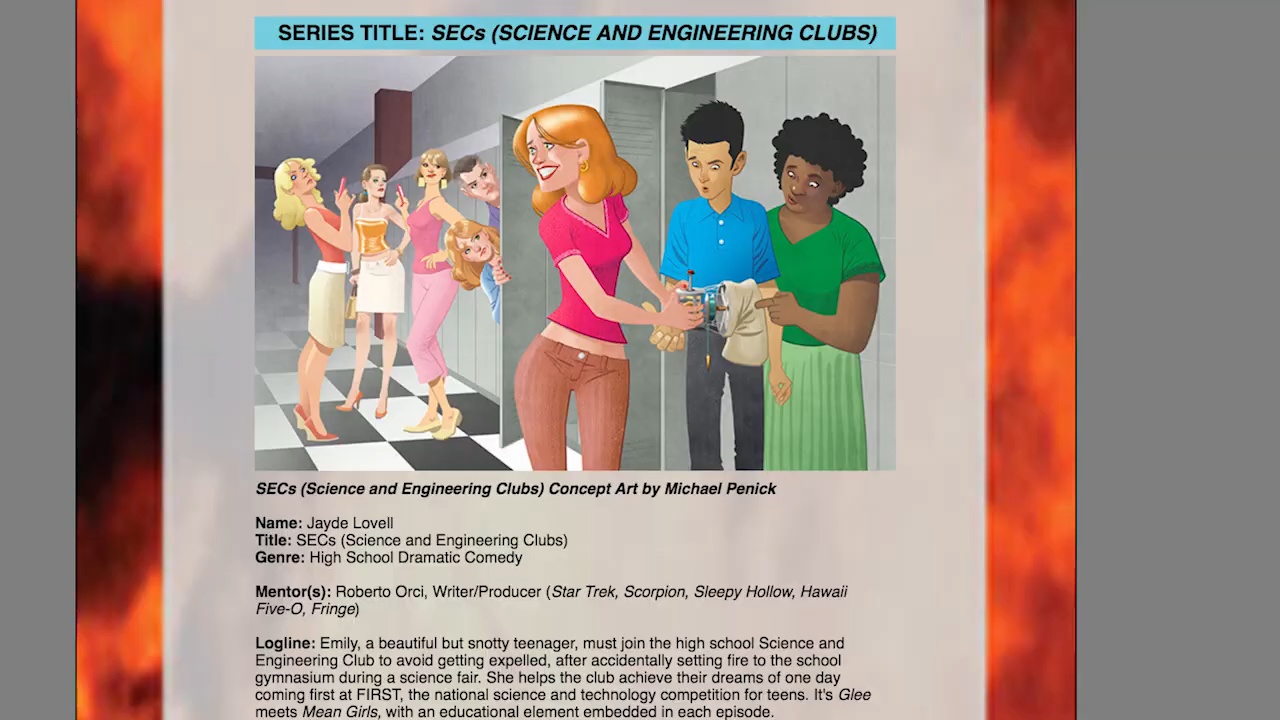 SERIES TITLE: SECs (SCIENCE AND ENGINEERING CLUBS)
SECs (Science and Engineering Clubs) Concept Art by Michael Penick
Name: Jayde Lovell
Title: SECs (Science and Engineering Clubs)
Genre: High School Dramatic Comedy
Mentor(s): Roberto Orci, Writer/Producer (Star Trek, Scorpion, Sleepy Hollow, Hawaii
Five-O, Fringe)
Logline: Emily, a beautiful but snotty teenager, must join the high school Science and
Engineering Club to avoid getting expelled, after accidentally setting fire to the school
gymnasium during a science fair. She helps the club achieve their dreams of one day
coming first at FIRST, the national science and technology competition for teens. It's Glee
meets Mean Girls, with an educational element embedded in each episode.